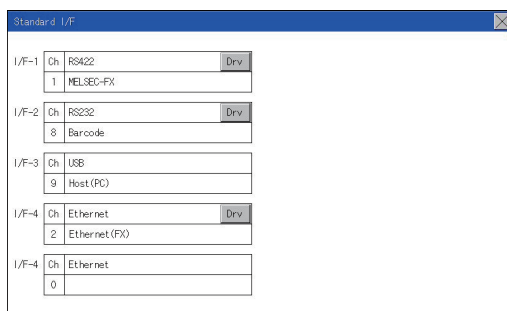 Standard I/F
I/F-1 Ch RS422 Drv
1 MELSEC-FX
I/F-2 Ch RS232 Drv
8 Barcode
I/F-3 Ch USB
9 Host(PC)
I/F-4 Ch Ethernet Drv
2 Ethernet(FX)
I/F-4 Ch Ethernet
0